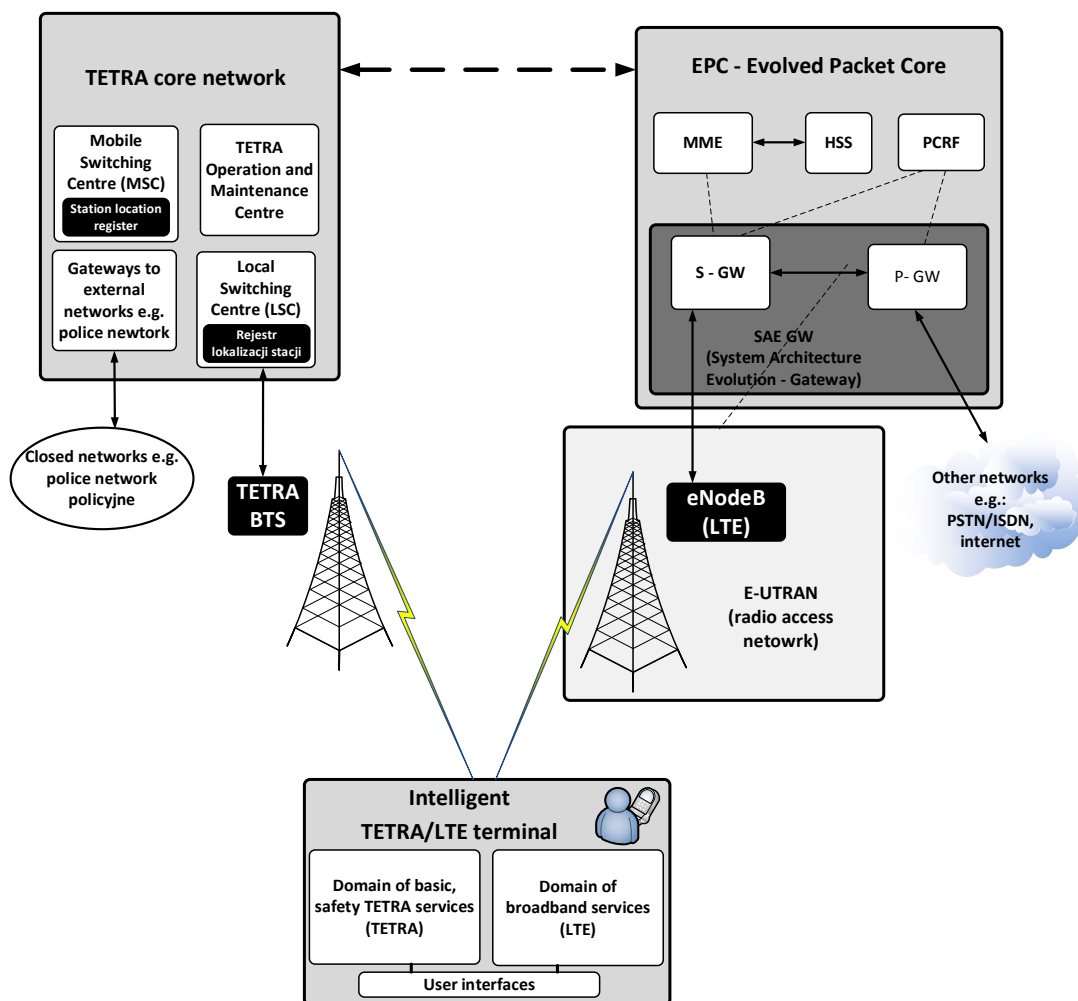 TETRA core network
Mobile
Switching
Centre (MSC)
Station location
register
TETRA
Operation and
Maintenance
Centre
Gateways to
external
networks e.g.
police newtork
Local
Switching
Centre (LSC)
Rejestr
lokalizacji stacji
EPC - Evolved Packet Core
MME
HSS
PCRF
S - GW
P- GW
SAE GW
(System Architecture
Evolution - Gateway)
Closed networks e.g.
police network
policyjne
TETRA
BTS
eNodeB
(LTE)
Other networks
e.g.:
PSTN/ISDN,
internet
E-UTRAN
(radio access
netowrk)
Intelligent
TETRA/LTE terminal
Domain of basic,
safety TETRA services
(TETRA)
Domain of
broadband services
(LTE)
User interfaces